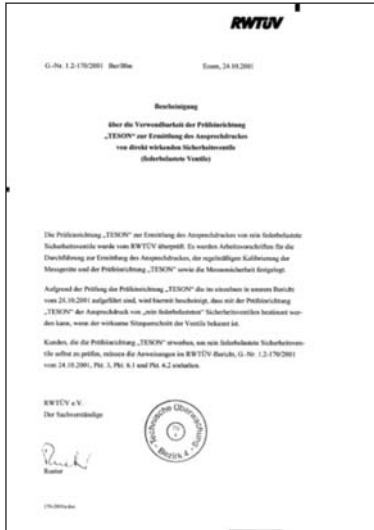 RWTÜV
G.-Nr. 1.2-170/2001 Essen, 24.10.2001
Bescheinigung
über die Verwendbarkeit der Prüfeinrichtung
„TESON“ zur Ermittlung des Ansprechdruckes
von direkt wirkenden Sicherheitsventile
(federbelastete Ventile)
Die Prüfeinrichtung „TESON“ zur Ermittlung des Ansprechdruckes von rein federbelastete
Sicherheitsventile wurde vom RWTÜV überprüft. Es wurden Arbeitsvorschriften für die
Durchführung zur Ermittlung des Ansprechdruckes, der regelmäßigen Kalibrierung der
Messgeräte und der Prüfeinrichtung „TESON“ sowie die Messunsicherheit festgelegt.
Aufgrund der Prüfung der Prüfeinrichtung „TESON“ die im einzelnen in unserem Bericht
vom 24.10.2001 aufgeführt sind, wird hiermit bescheinigt, dass mit der Prüfeinrichtung
„TESON“ der Ansprechdruck von „rein federbelasteten“ Sicherheitsventilen bestimmt wer-
den kann, wenn der wirksame Sitzquerschnitt der Ventile bekannt ist.
Kunden, die die Prüfeinrichtung „TESON“ erwerben, um rein federbelastete Sicherheitsven-
tile selbst zu prüfen, müssen die Anweisungen im RWTÜV-Bericht, G.-Nr. 1.2-170/2001
vom 24.10.2001, Pkt. 3, Pkt. 6.1 und Pkt. 6.2 einhalten.
RWTÜV e.V.
Der Sachverständige
Technische Überwachung
Bezirk 4